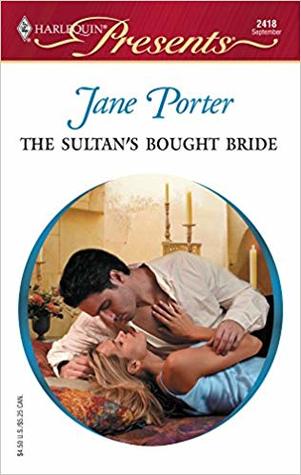 HARLEQUIN®
Presents®
2418
September
Jane Porter
THE SULTAN'S BOUGHT BRIDE
$4.50 U.S./$5.25 CAN.